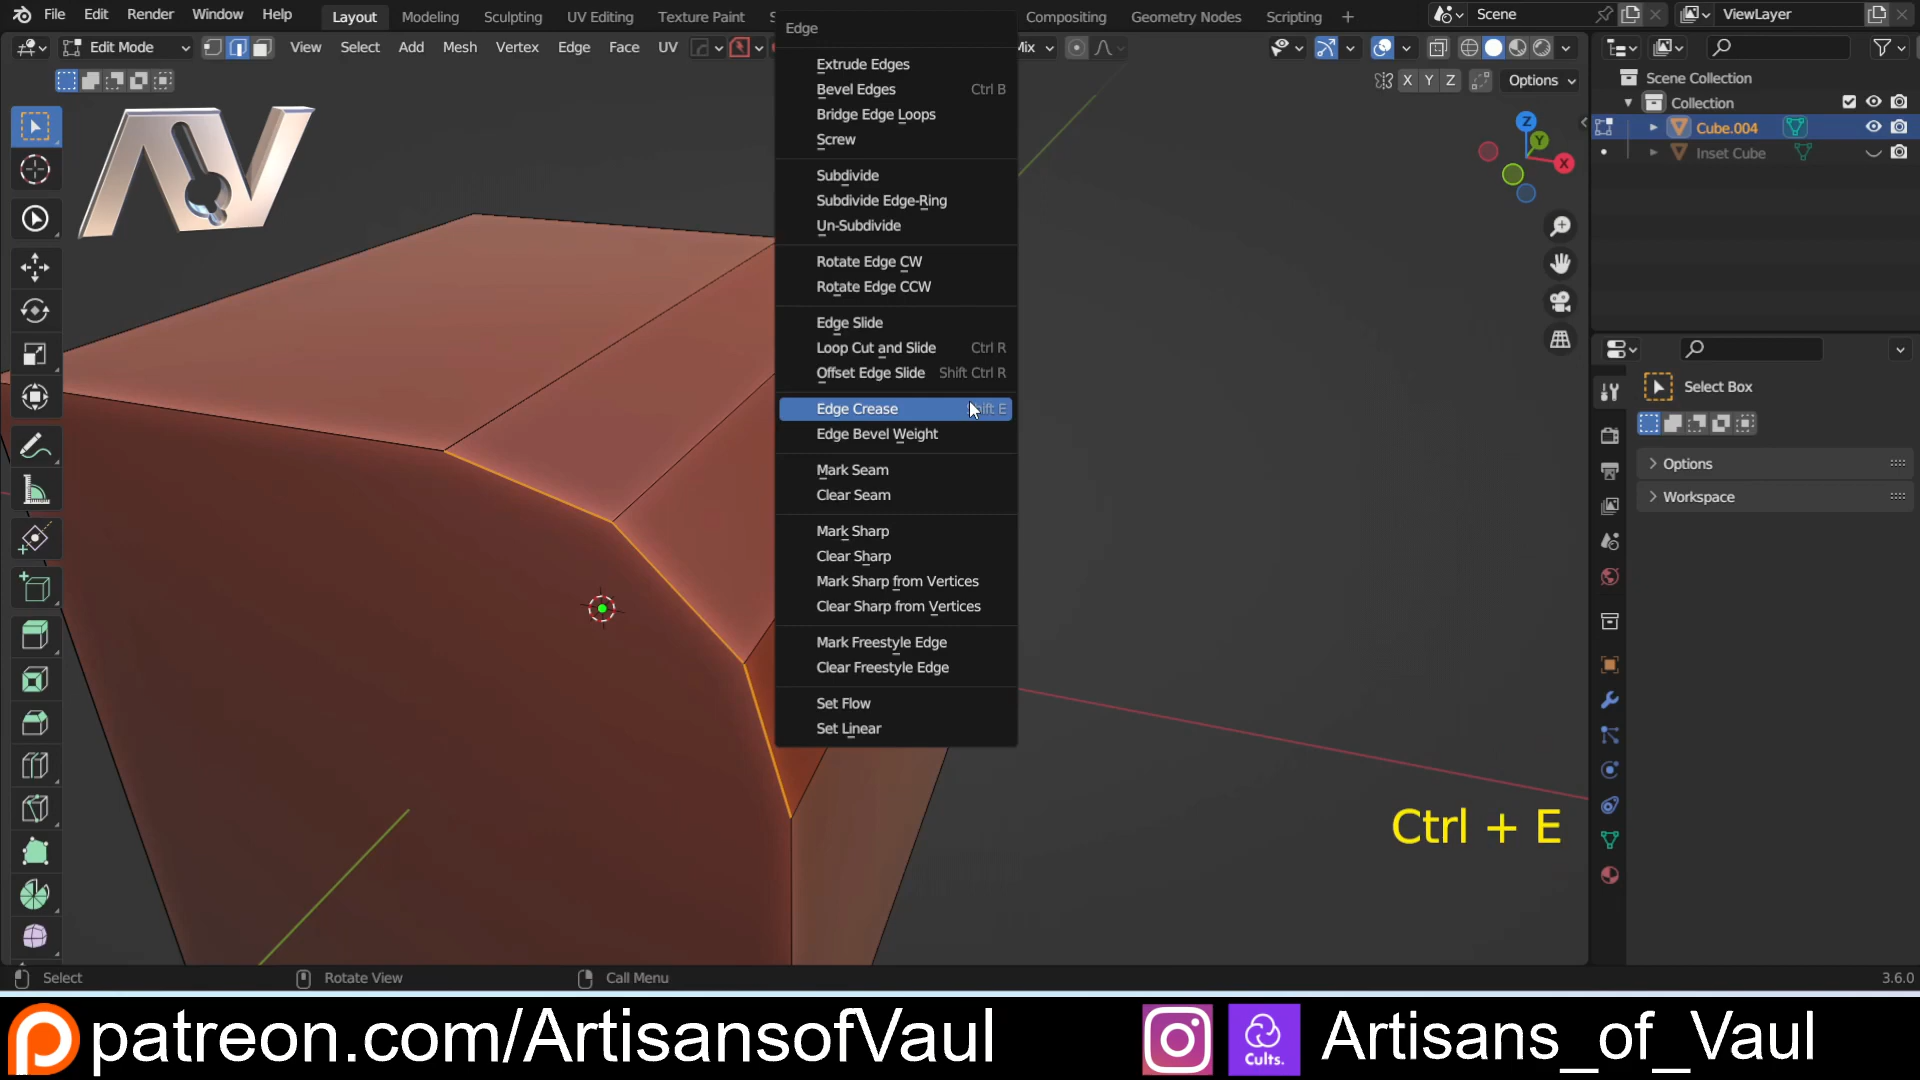 File Edit Render Window Help Layout Modeling Sculpting UV Editing Texture Paint Compositing Geometry Nodes Scripting + Scene ViewLayer
Edit Mode View Select Add Mesh Vertex Edge Face UV Mix
X Y Z Options
AV
Edge
Extrude Edges
Bevel Edges Ctrl B
Bridge Edge Loops
Screw
Subdivide
Subdivide Edge-Ring
Un-Subdivide
Rotate Edge CW
Rotate Edge CCW
Edge Slide
Loop Cut and Slide Ctrl R
Offset Edge Slide Shift Ctrl R
Edge Crease
Edge Bevel Weight
Mark Seam
Clear Seam
Mark Sharp
Clear Sharp
Mark Sharp from Vertices
Clear Sharp from Vertices
Mark Freestyle Edge
Clear Freestyle Edge
Set Flow
Set Linear
Z
Y
X
Scene Collection
Collection
Cube.004
Inset Cube
Select Box
Options
Workspace
Ctrl + E
Select Rotate View Call Menu 3.6.0
patreon.com/ArtisansofVaul Cults. Artisans_of_Vaul